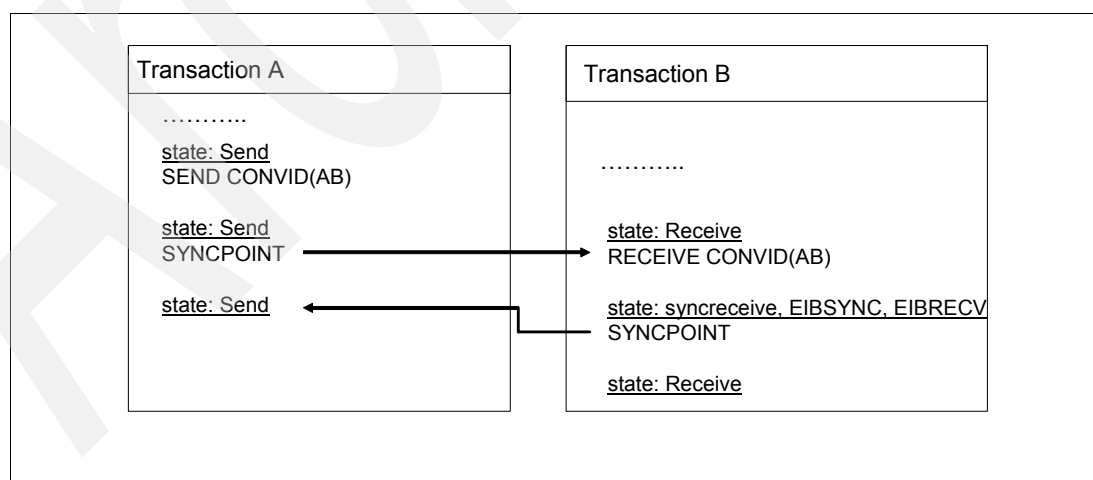 Transaction A
………..
state: Send
SEND CONVID(AB)
state: Send
SYNCPOINT
state: Send
Transaction B
………..
state: Receive
RECEIVE CONVID(AB)
state: syncreceive, EIBSYNC, EIBRECV
SYNCPOINT
state: Receive